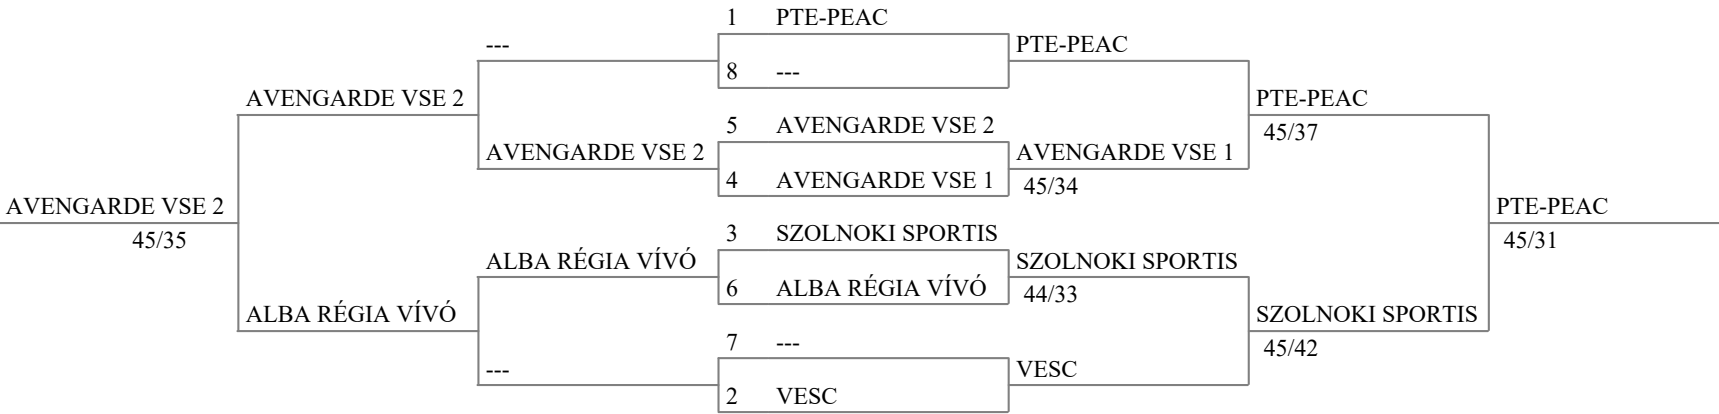 1 PTE-PEAC
--- PTE-PEAC
8 ---
AVENGARDE VSE 2 PTE-PEAC
5 AVENGARDE VSE 2
45/37
AVENGARDE VSE 2 AVENGARDE VSE 1
4 AVENGARDE VSE 1 45/34
AVENGARDE VSE 2 PTE-PEAC
3 SZOLNOKI SPORTIS
45/35 45/31
ALBA RÉGIA VÍVÓ SZOLNOKI SPORTIS
6 ALBA RÉGIA VÍVÓ 44/33
ALBA RÉGIA VÍVÓ SZOLNOKI SPORTIS
7 ---
45/42
--- VESC
2 VESC